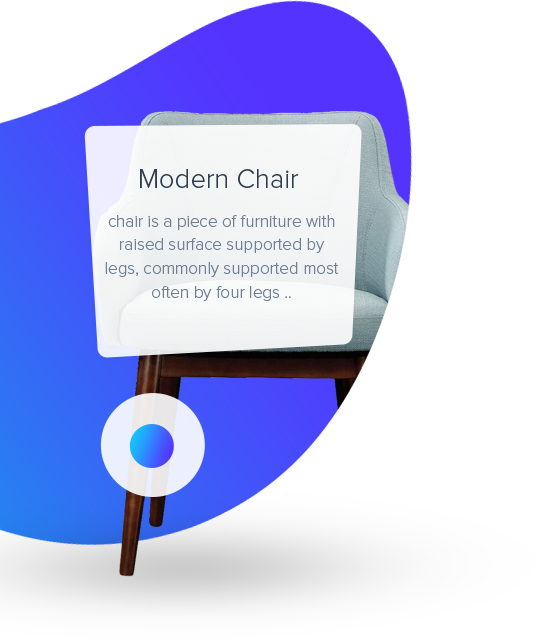 Modern Chair
chair is a piece of furniture with
raised surface supported by
legs, commonly supported most
often by four legs ..